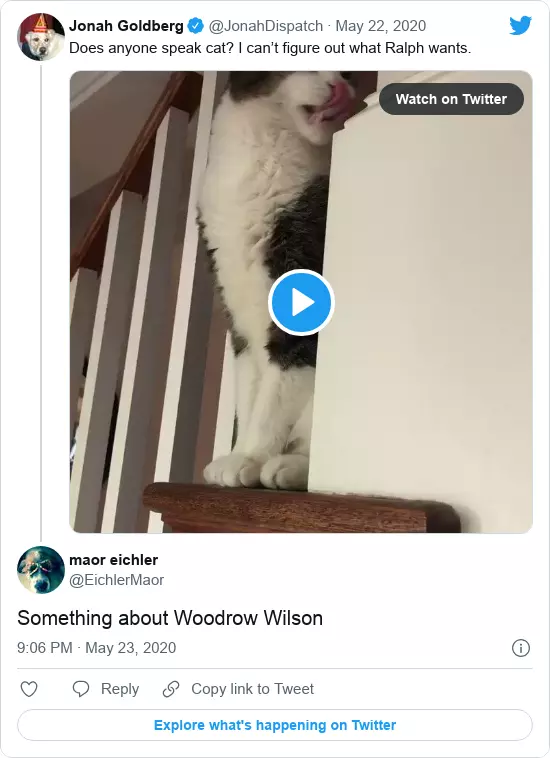 Jonah Goldberg @JonahDispatch · May 22, 2020
Does anyone speak cat? I can’t figure out what Ralph wants.
Watch on Twitter
maor eichler
@EichlerMaor
Something about Woodrow Wilson
9:06 PM · May 23, 2020
Reply Copy link to Tweet
Explore what's happening on Twitter